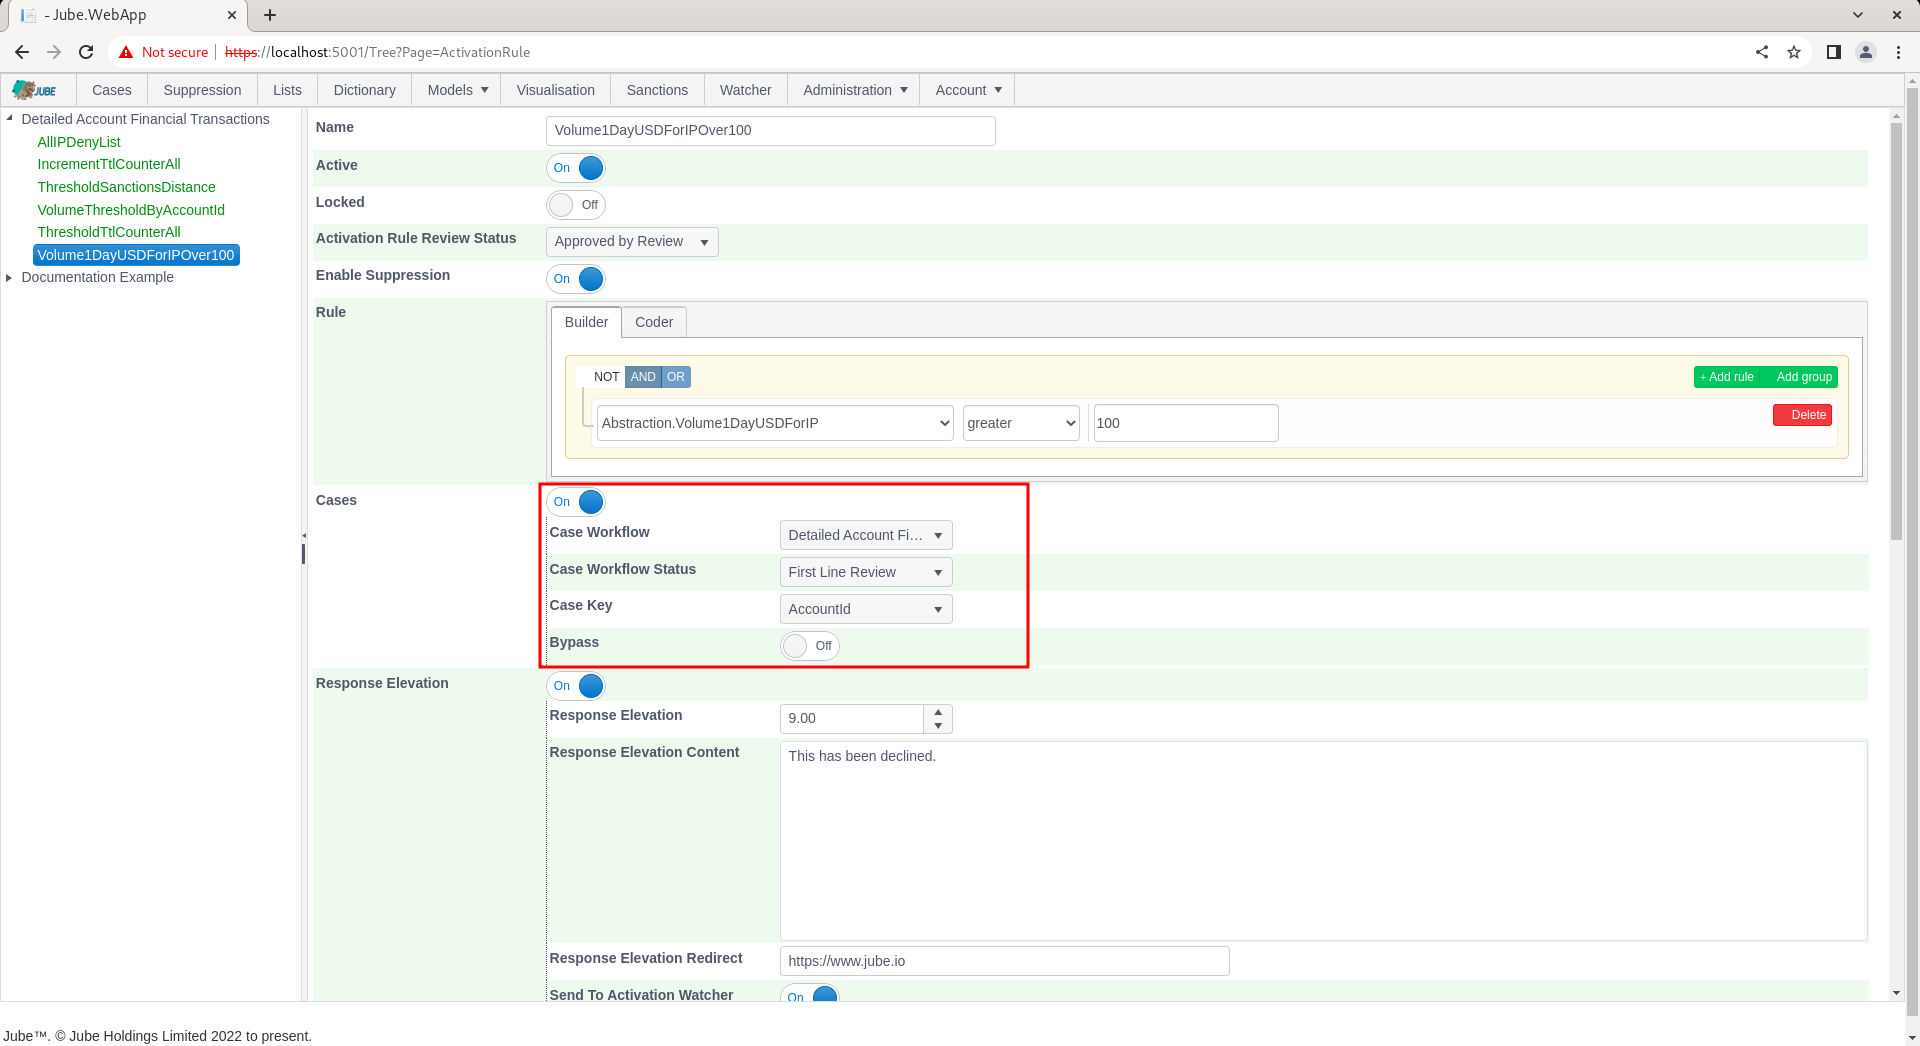 - Jube.WebApp
Not secure https://localhost:5001/Tree?Page=ActivationRule
JUBE Cases Suppression Lists Dictionary Models Visualisation Sanctions Watcher Administration Account
Detailed Account Financial Transactions
AllIPDenyList
IncrementTtlCounterAll
ThresholdSanctionsDistance
VolumeThresholdByAccountId
ThresholdTtlCounterAll
Volume1DayUSDForIPOver100
Documentation Example
Name Volume1DayUSDForIPOver100
Active On
Locked Off
Activation Rule Review Status Approved by Review
Enable Suppression On
Rule Builder Coder
NOT AND OR + Add rule Add group
Abstraction.Volume1DayUSDForIP greater 100 Delete
Cases On
Case Workflow Detailed Account Fi...
Case Workflow Status First Line Review
Case Key AccountId
Bypass Off
Response Elevation On
Response Elevation 9.00
Response Elevation Content This has been declined.
Response Elevation Redirect https://www.jube.io
Send To Activation Watcher On
Jube™. © Jube Holdings Limited 2022 to present.